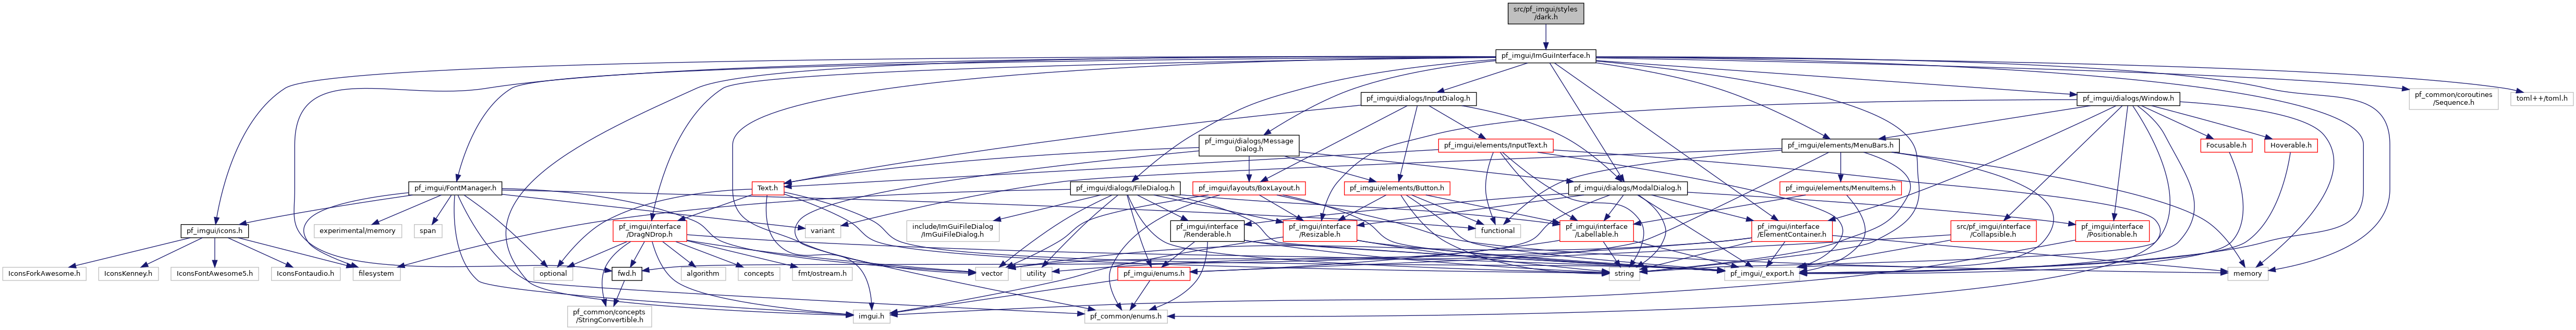 src/pf_imgui/styles
/dark.h
pf_imgui/ImGuiInterface.h
pf_imgui/dialogs/InputDialog.h
pf_imgui/dialogs/Window.h
pf_common/coroutines
/Sequence.h
toml++/toml.h
pf_imgui/dialogs/Message
Dialog.h
pf_imgui/elements/InputText.h
pf_imgui/elements/MenuBars.h
Focusable.h
Hoverable.h
pf_imgui/FontManager.h
Text.h
pf_imgui/dialogs/FileDialog.h
pf_imgui/layouts/BoxLayout.h
pf_imgui/elements/Button.h
pf_imgui/dialogs/ModalDialog.h
pf_imgui/elements/MenuItems.h
pf_imgui/icons.h
experimental/memory
span
pf_imgui/interface
/DragNDrop.h
variant
include/ImGuiFileDialog
/ImGuiFileDialog.h
pf_imgui/interface
/Renderable.h
pf_imgui/interface
/Resizable.h
functional
pf_imgui/interface
/Labellable.h
pf_imgui/interface
/ElementContainer.h
src/pf_imgui/interface
/Collapsible.h
pf_imgui/interface
/Positionable.h
IconsForkAwesome.h
IconsKenney.h
IconsFontAwesome5.h
IconsFontaudio.h
filesystem
optional
fwd.h
algorithm
concepts
fmt/ostream.h
vector
utility
pf_imgui/enums.h
string
pf_imgui/_export.h
memory
pf_common/concepts
/StringConvertible.h
imgui.h
pf_common/enums.h